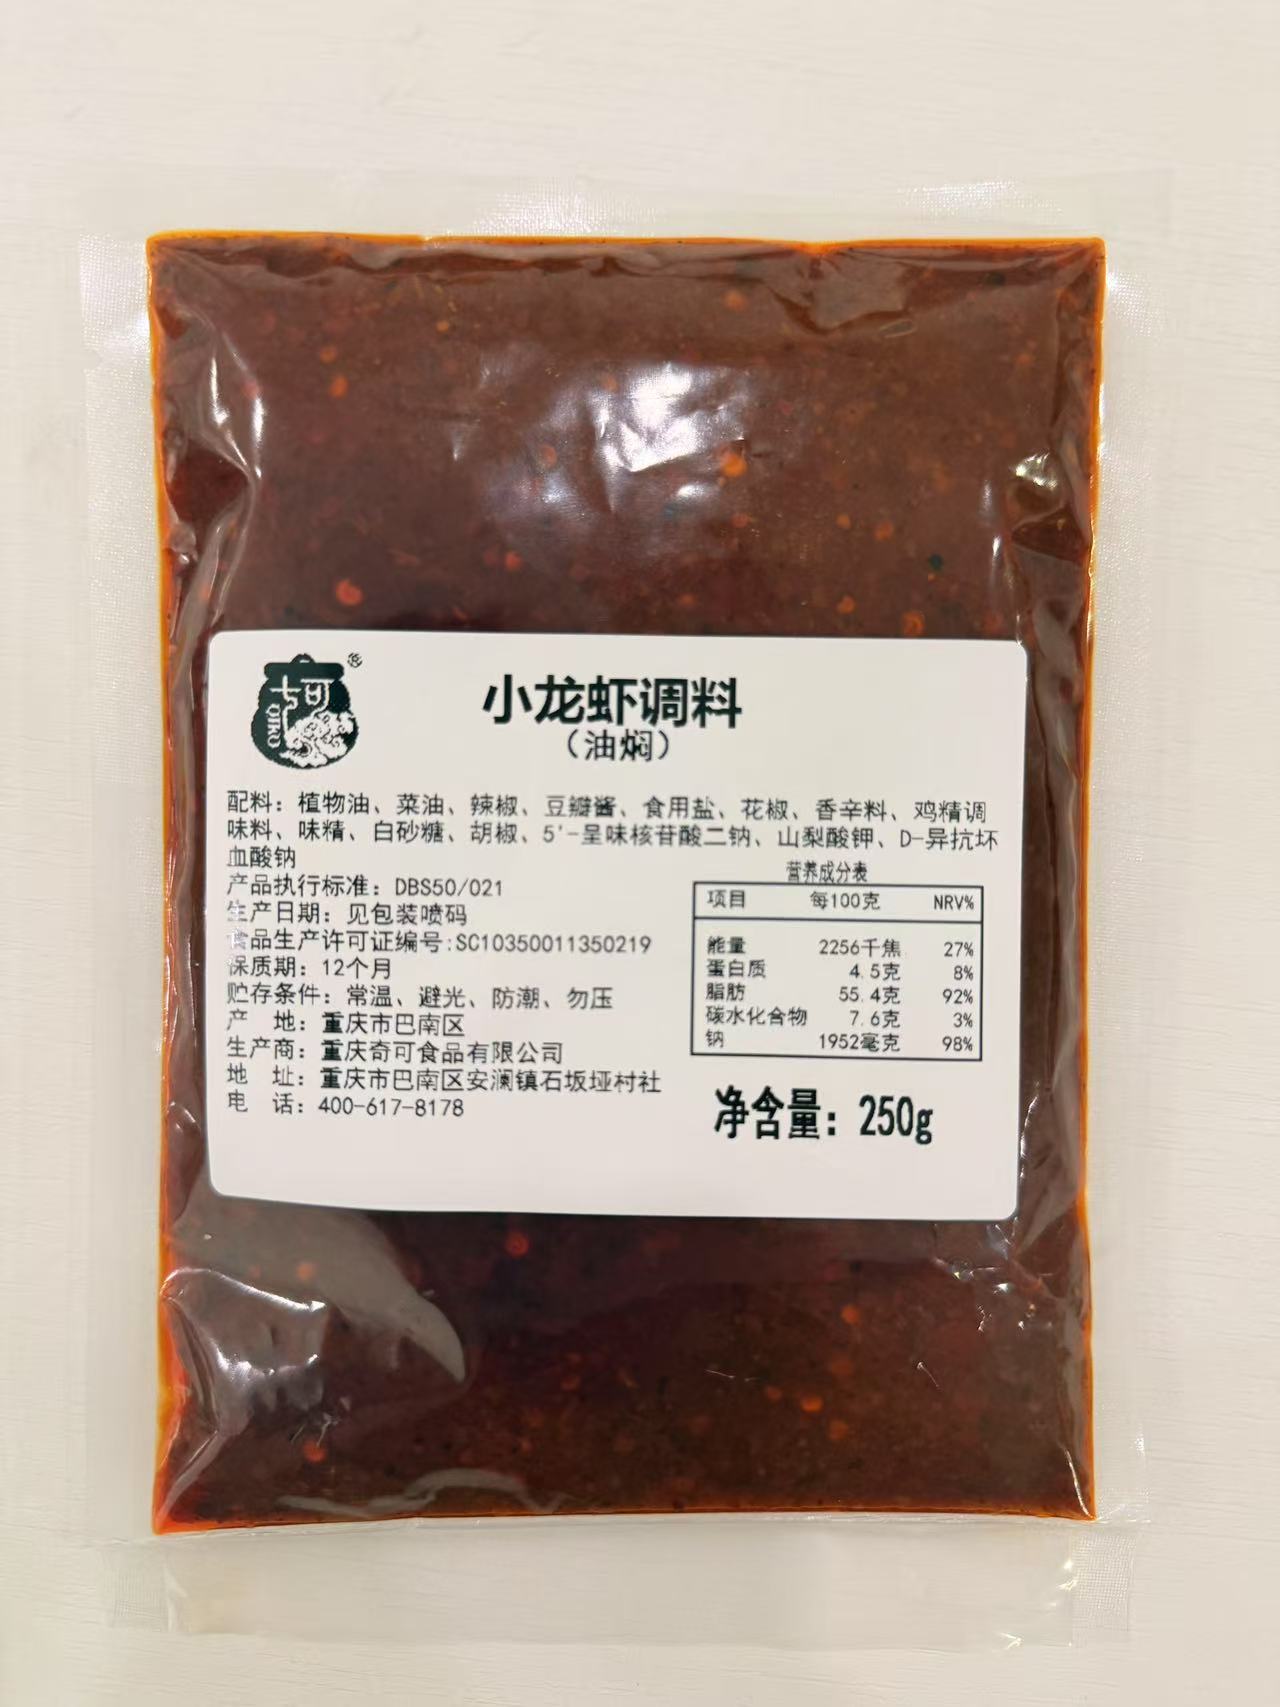 七可
QIKO
®
小龙虾调料
（油焖）
配料：植物油、菜油、辣椒、豆瓣酱、食用盐、花椒、香辛料、鸡精调
味料、味精、白砂糖、胡椒、5'-呈味核苷酸二钠、山梨酸钾、D-异抗坏
血酸钠
产品执行标准：DBS50/021
生产日期：见包装喷码
食品生产许可证编号:SC10350011350219
保质期：12个月
贮存条件：常温、避光、防潮、勿压
产 地：重庆市巴南区
生产商：重庆奇可食品有限公司
地 址：重庆市巴南区安澜镇石坂垭村社
电 话：400-617-8178
营养成分表
项目 每100克 NRV%
能量 2256千焦 27%
蛋白质 4.5克 8%
脂肪 55.4克 92%
碳水化合物 7.6克 3%
钠 1952毫克 98%
净含量：250g